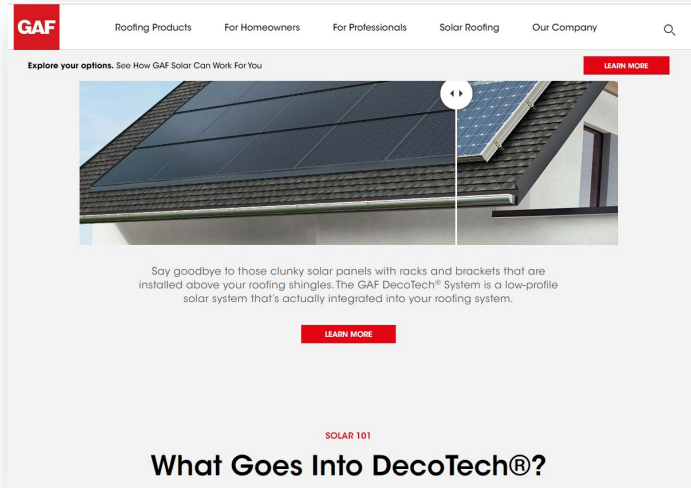 GAF
Roofing Products
For Homeowners
For Professionals
Solar Roofing
Our Company
Explore your options. See How GAF Solar Can Work For You
LEARN MORE
Say goodbye to those clunky solar panels with racks and brackets that are
installed above your roofing shingles. The GAF DecoTech® System is a low-profile
solar system that's actually integrated into your roofing system.
LEARN MORE
SOLAR 101
What Goes Into DecoTech®?